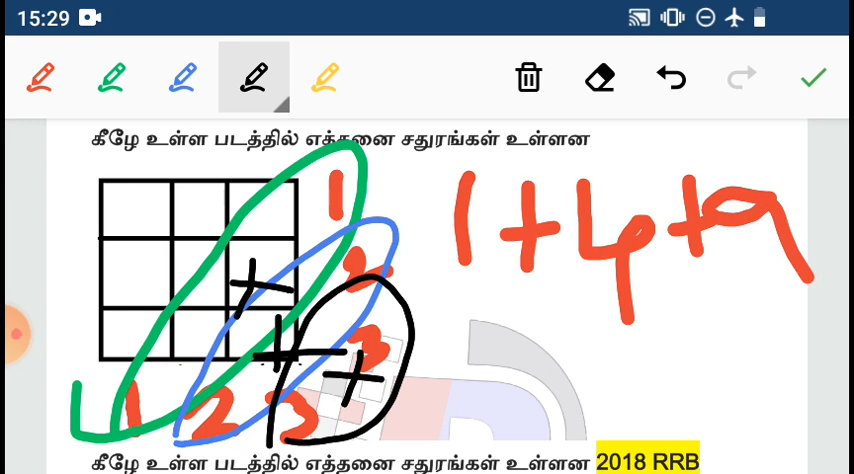 15:29
கீழே உள்ள படத்தில் எத்தனை சதுரங்கள் உள்ளன
1
1+4+9
2
3
1 2 3
கீழே உள்ள படத்தில் எத்தனை சதுரங்கள் உள்ளன 2018 RRB